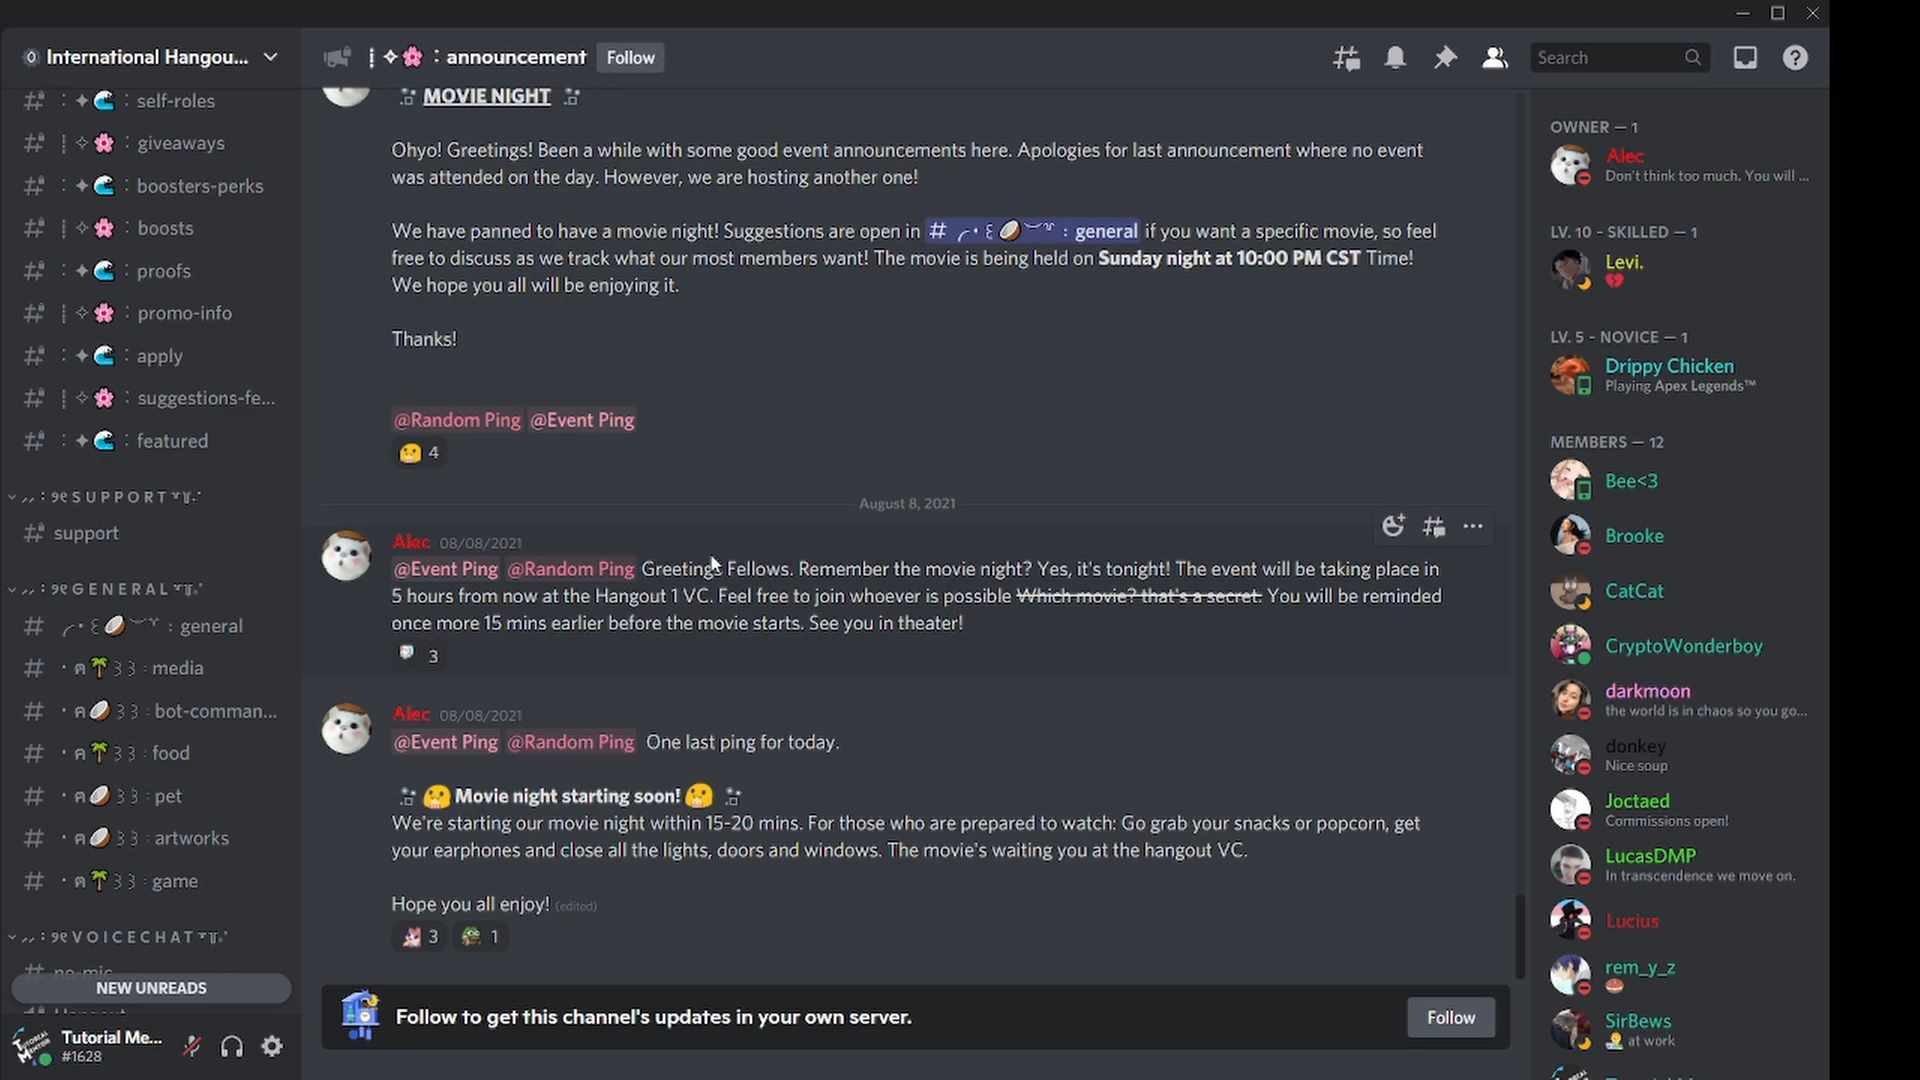 International Hangou...
announcement
Follow
Search
self-roles
giveaways
boosters-perks
boosts
proofs
promo-info
apply
suggestions-fe...
featured
SUPPORT
support
GENERAL
general
media
bot-comman...
food
pet
artworks
game
VOICECHAT
no-mic
NEW UNREADS
Tutorial Me...
#1628
MOVIE NIGHT
Ohyo! Greetings! Been a while with some good event announcements here. Apologies for last announcement where no event
was attended on the day. However, we are hosting another one!
We have panned to have a movie night! Suggestions are open in # : general if you want a specific movie, so feel
free to discuss as we track what our most members want! The movie is being held on Sunday night at 10:00 PM CST Time!
We hope you all will be enjoying it.
Thanks!
@Random Ping @Event Ping
4
August 8, 2021
Alec 08/08/2021
@Event Ping @Random Ping Greetings Fellows. Remember the movie night? Yes, it's tonight! The event will be taking place in
5 hours from now at the Hangout 1 VC. Feel free to join whoever is possible Which movie? that's a secret. You will be reminded
once more 15 mins earlier before the movie starts. See you in theater!
3
Alec 08/08/2021
@Event Ping @Random Ping One last ping for today.
Movie night starting soon!
We're starting our movie night within 15-20 mins. For those who are prepared to watch: Go grab your snacks or popcorn, get
your earphones and close all the lights, doors and windows. The movie's waiting you at the hangout VC.
Hope you all enjoy! (edited)
3 1
Follow to get this channel's updates in your own server.
Follow
OWNER — 1
Alec
Don't think too much. You will ...
LV. 10 - SKILLED — 1
Levi.
LV. 5 - NOVICE — 1
Drippy Chicken
Playing Apex Legends™
MEMBERS — 12
Bee<3
Brooke
CatCat
CryptoWonderboy
darkmoon
the world is in chaos so you go...
donkey
Nice soup
Joctaed
Commissions open!
LucasDMP
In transcendence we move on.
Lucius
rem_y_z
SirBews
at work